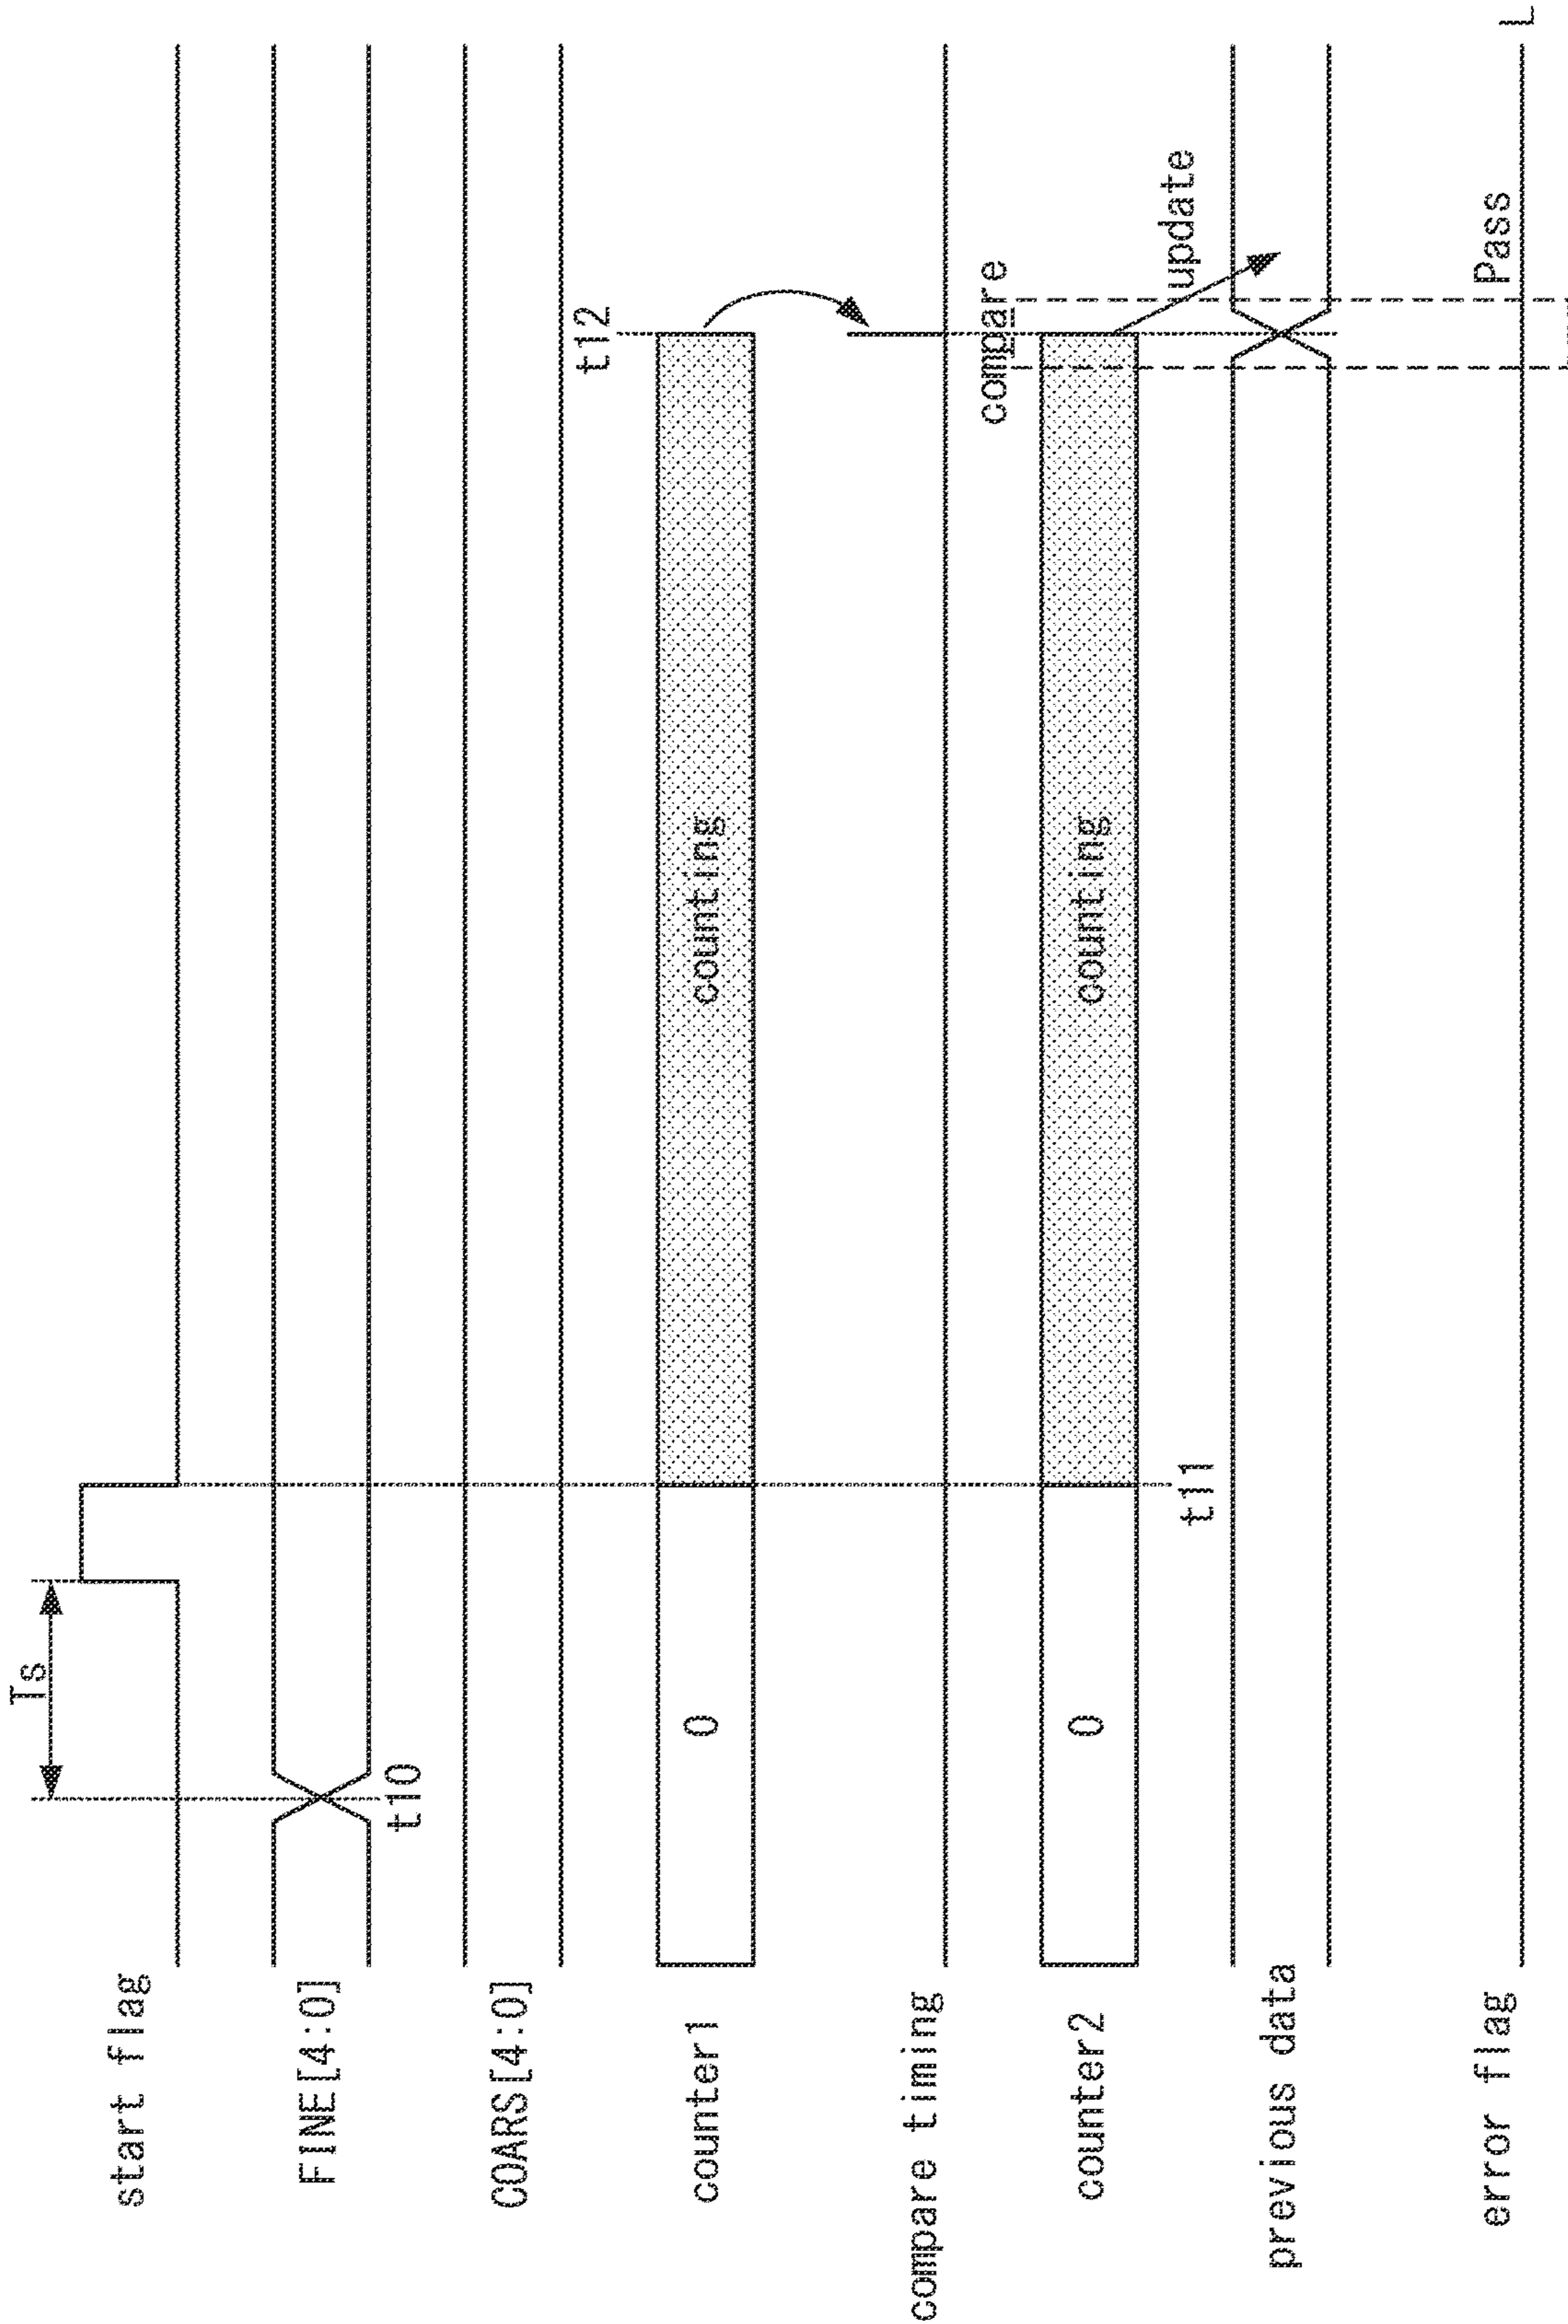 Ts
start flag
FINE[4:0]
t10
COARS[4:0]
t12
counter1
0
counting
compare timing
compare
counter2
0
counting
t11
update
previous data
Pass
error flag
L